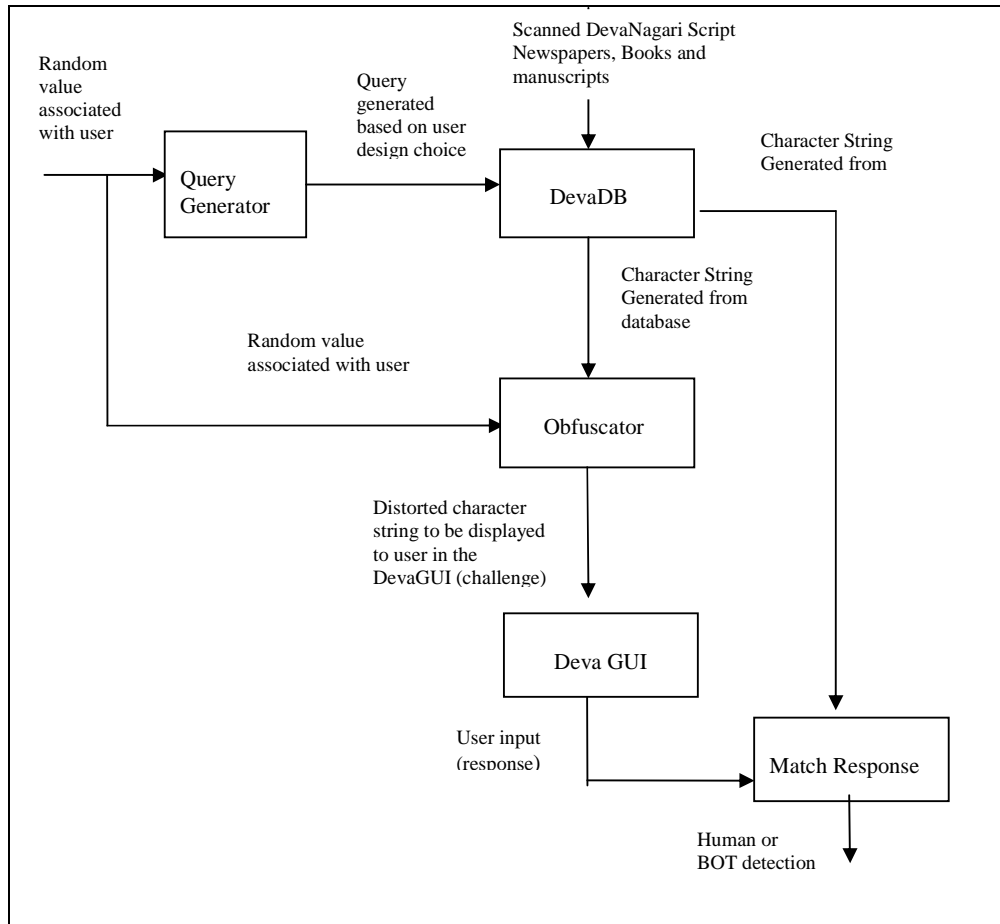 Scanned DevaNagari Script
Newspapers, Books and
manuscripts
Random
value
associated
with user
Query
generated
based on user
design choice
Character String
Generated from
Query
Generator
DevaDB
Character String
Generated from
database
Random value
associated with user
Obfuscator
Distorted character
string to be displayed
to user in the
DevaGUI (challenge)
Deva GUI
User input
(response)
Match Response
Human or
BOT detection